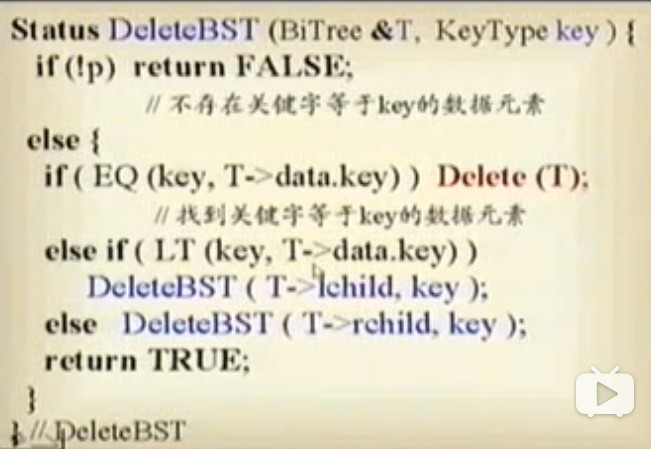 Status DeleteBST (BiTree &T, KeyType key ) {
if (!p) return FALSE;
// 不存在关键字等于key的数据元素
else {
if ( EQ (key, T->data.key) ) Delete (T);
// 找到关键字等于key的数据元素
else if ( LT (key, T->data.key) )
DeleteBST ( T->lchild, key );
else DeleteBST ( T->rchild, key );
return TRUE;
}
} // DeleteBST